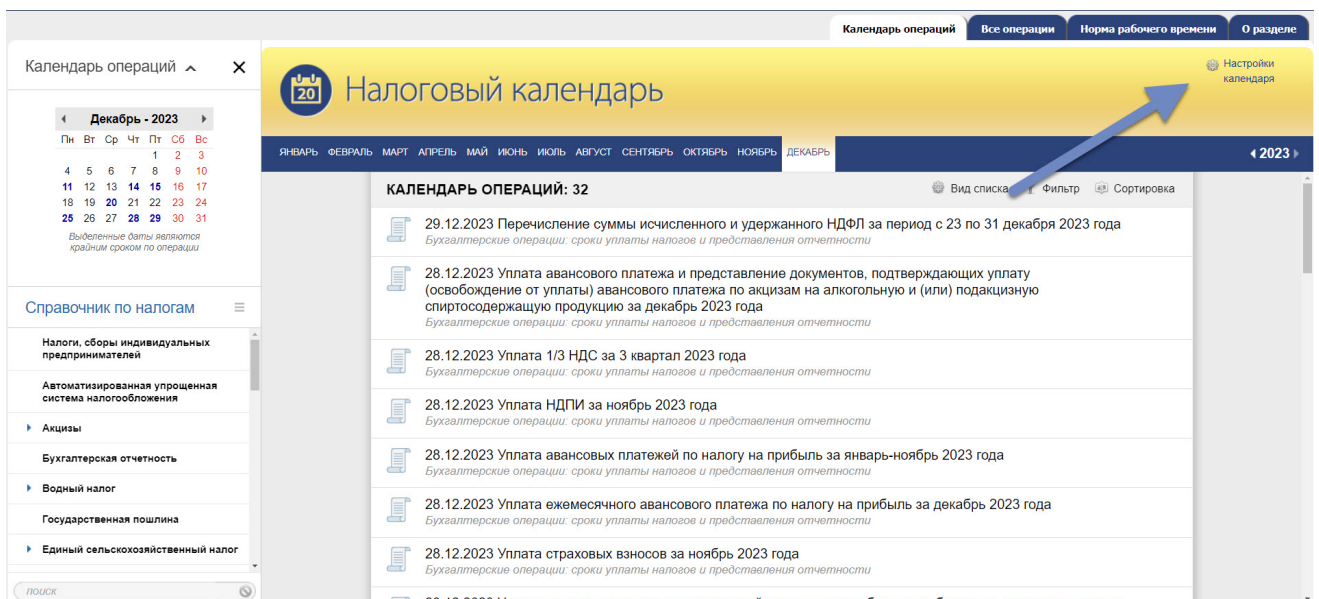 Календарь операций
Все операции
Норма рабочего времени
О разделе
Календарь операций
Декабрь - 2023
Пн Вт Ср Чт Пт Сб Вс
1 2 3
4 5 6 7 8 9 10
11 12 13 14 15 16 17
18 19 20 21 22 23 24
25 26 27 28 29 30 31
Выделенные даты являются
крайним сроком по операции
Справочник по налогам
Налоги, сборы индивидуальных
предпринимателей
Автоматизированная упрощенная
система налогообложения
Акцизы
Бухгалтерская отчетность
Водный налог
Государственная пошлина
Единый сельскохозяйственный налог
поиск
20
Налоговый календарь
Настройки
календаря
ЯНВАРЬ ФЕВРАЛЬ МАРТ АПРЕЛЬ МАЙ ИЮНЬ ИЮЛЬ АВГУСТ СЕНТЯБРЬ ОКТЯБРЬ НОЯБРЬ ДЕКАБРЬ
2023
КАЛЕНДАРЬ ОПЕРАЦИЙ: 32
Вид списка
Фильтр
Сортировка
29.12.2023 Перечисление суммы исчисленного и удержанного НДФЛ за период с 23 по 31 декабря 2023 года
Бухгалтерские операции: сроки уплаты налогов и представления отчетности
28.12.2023 Уплата авансового платежа и представление документов, подтверждающих уплату
(освобождение от уплаты) авансового платежа по акцизам на алкогольную и (или) подакцизную
спиртосодержащую продукцию за декабрь 2023 года
Бухгалтерские операции: сроки уплаты налогов и представления отчетности
28.12.2023 Уплата 1/3 НДС за 3 квартал 2023 года
Бухгалтерские операции: сроки уплаты налогов и представления отчетности
28.12.2023 Уплата НДПИ за ноябрь 2023 года
Бухгалтерские операции: сроки уплаты налогов и представления отчетности
28.12.2023 Уплата авансовых платежей по налогу на прибыль за январь-ноябрь 2023 года
Бухгалтерские операции: сроки уплаты налогов и представления отчетности
28.12.2023 Уплата ежемесячного авансового платежа по налогу на прибыль за декабрь 2023 года
Бухгалтерские операции: сроки уплаты налогов и представления отчетности
28.12.2023 Уплата страховых взносов за ноябрь 2023 года
Бухгалтерские операции: сроки уплаты налогов и представления отчетности